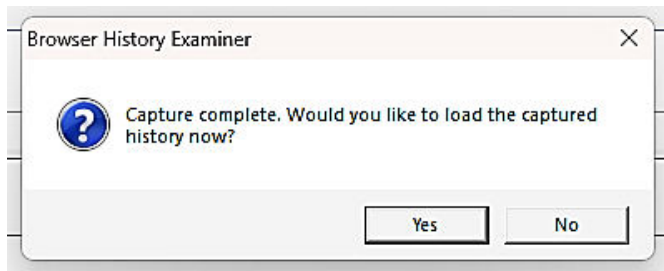 Browser History Examiner
Capture complete. Would you like to load the captured
history now?
Yes
No